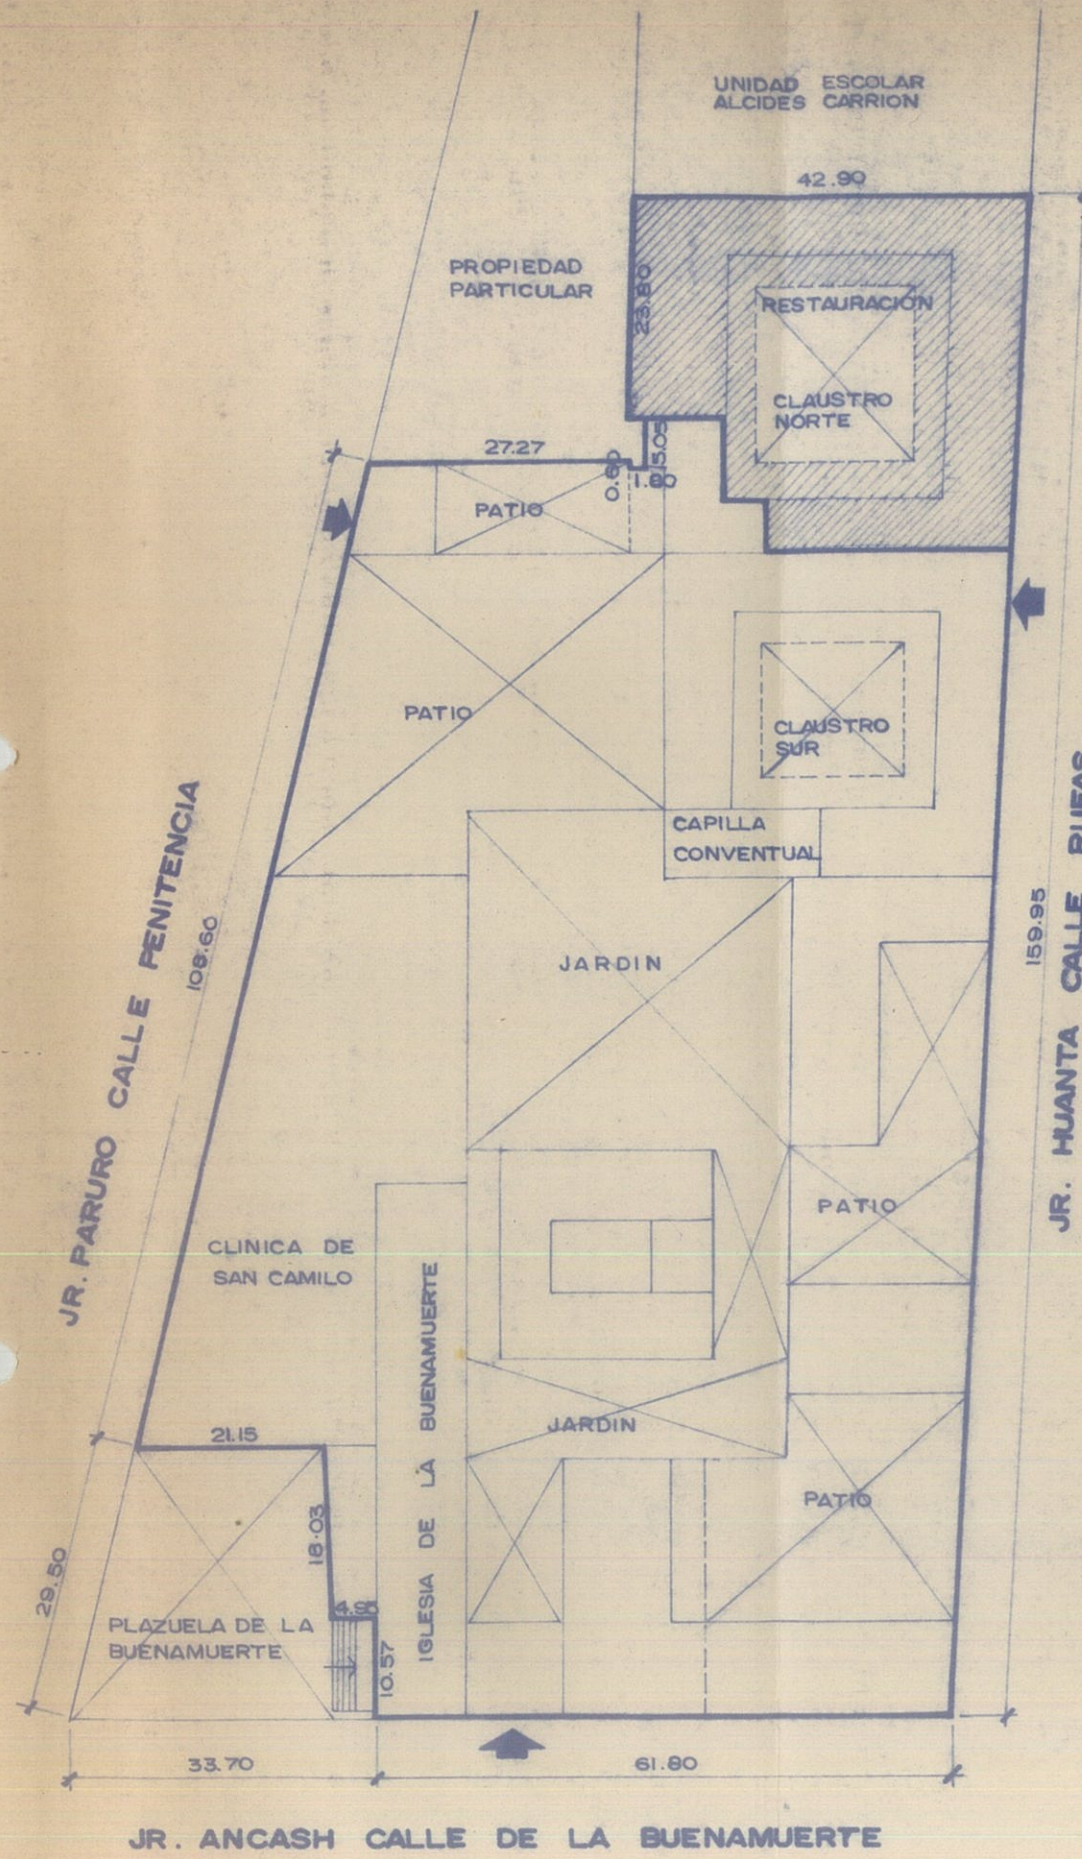 UNIDAD ESCOLAR
ALCIDES CARRION
42.90
PROPIEDAD
PARTICULAR
23.80
RESTAURACIÓN
CLAUSTRO
NORTE
27.27
0.60
1.80
5.05
PATIO
PATIO
CLAUSTRO
SUR
CAPILLA
CONVENTUAL
JR. PARURO CALLE PENITENCIA
108.60
JARDIN
159.95
JR. HUANTA CALLE RUFAS
PATIO
CLINICA DE
SAN CAMILO
IGLESIA DE LA BUENAMUERTE
JARDIN
21.15
PATIO
18.03
29.50
4.95
PLAZUELA DE LA
BUENAMUERTE
10.57
33.70
61.80
JR. ANCASH CALLE DE LA BUENAMUERTE